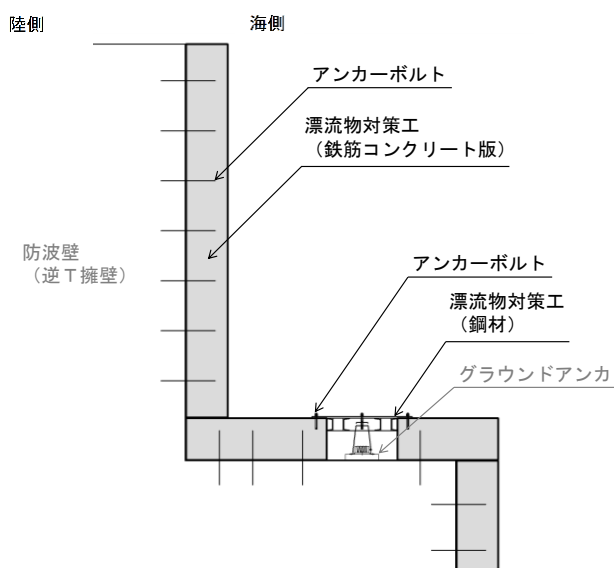 陸側
海側
アンカーボルト
漂流物対策工
（鉄筋コンクリート版）
防波壁
（逆Ｔ擁壁）
アンカーボルト
漂流物対策工
（鋼材）
グラウンドアンカ